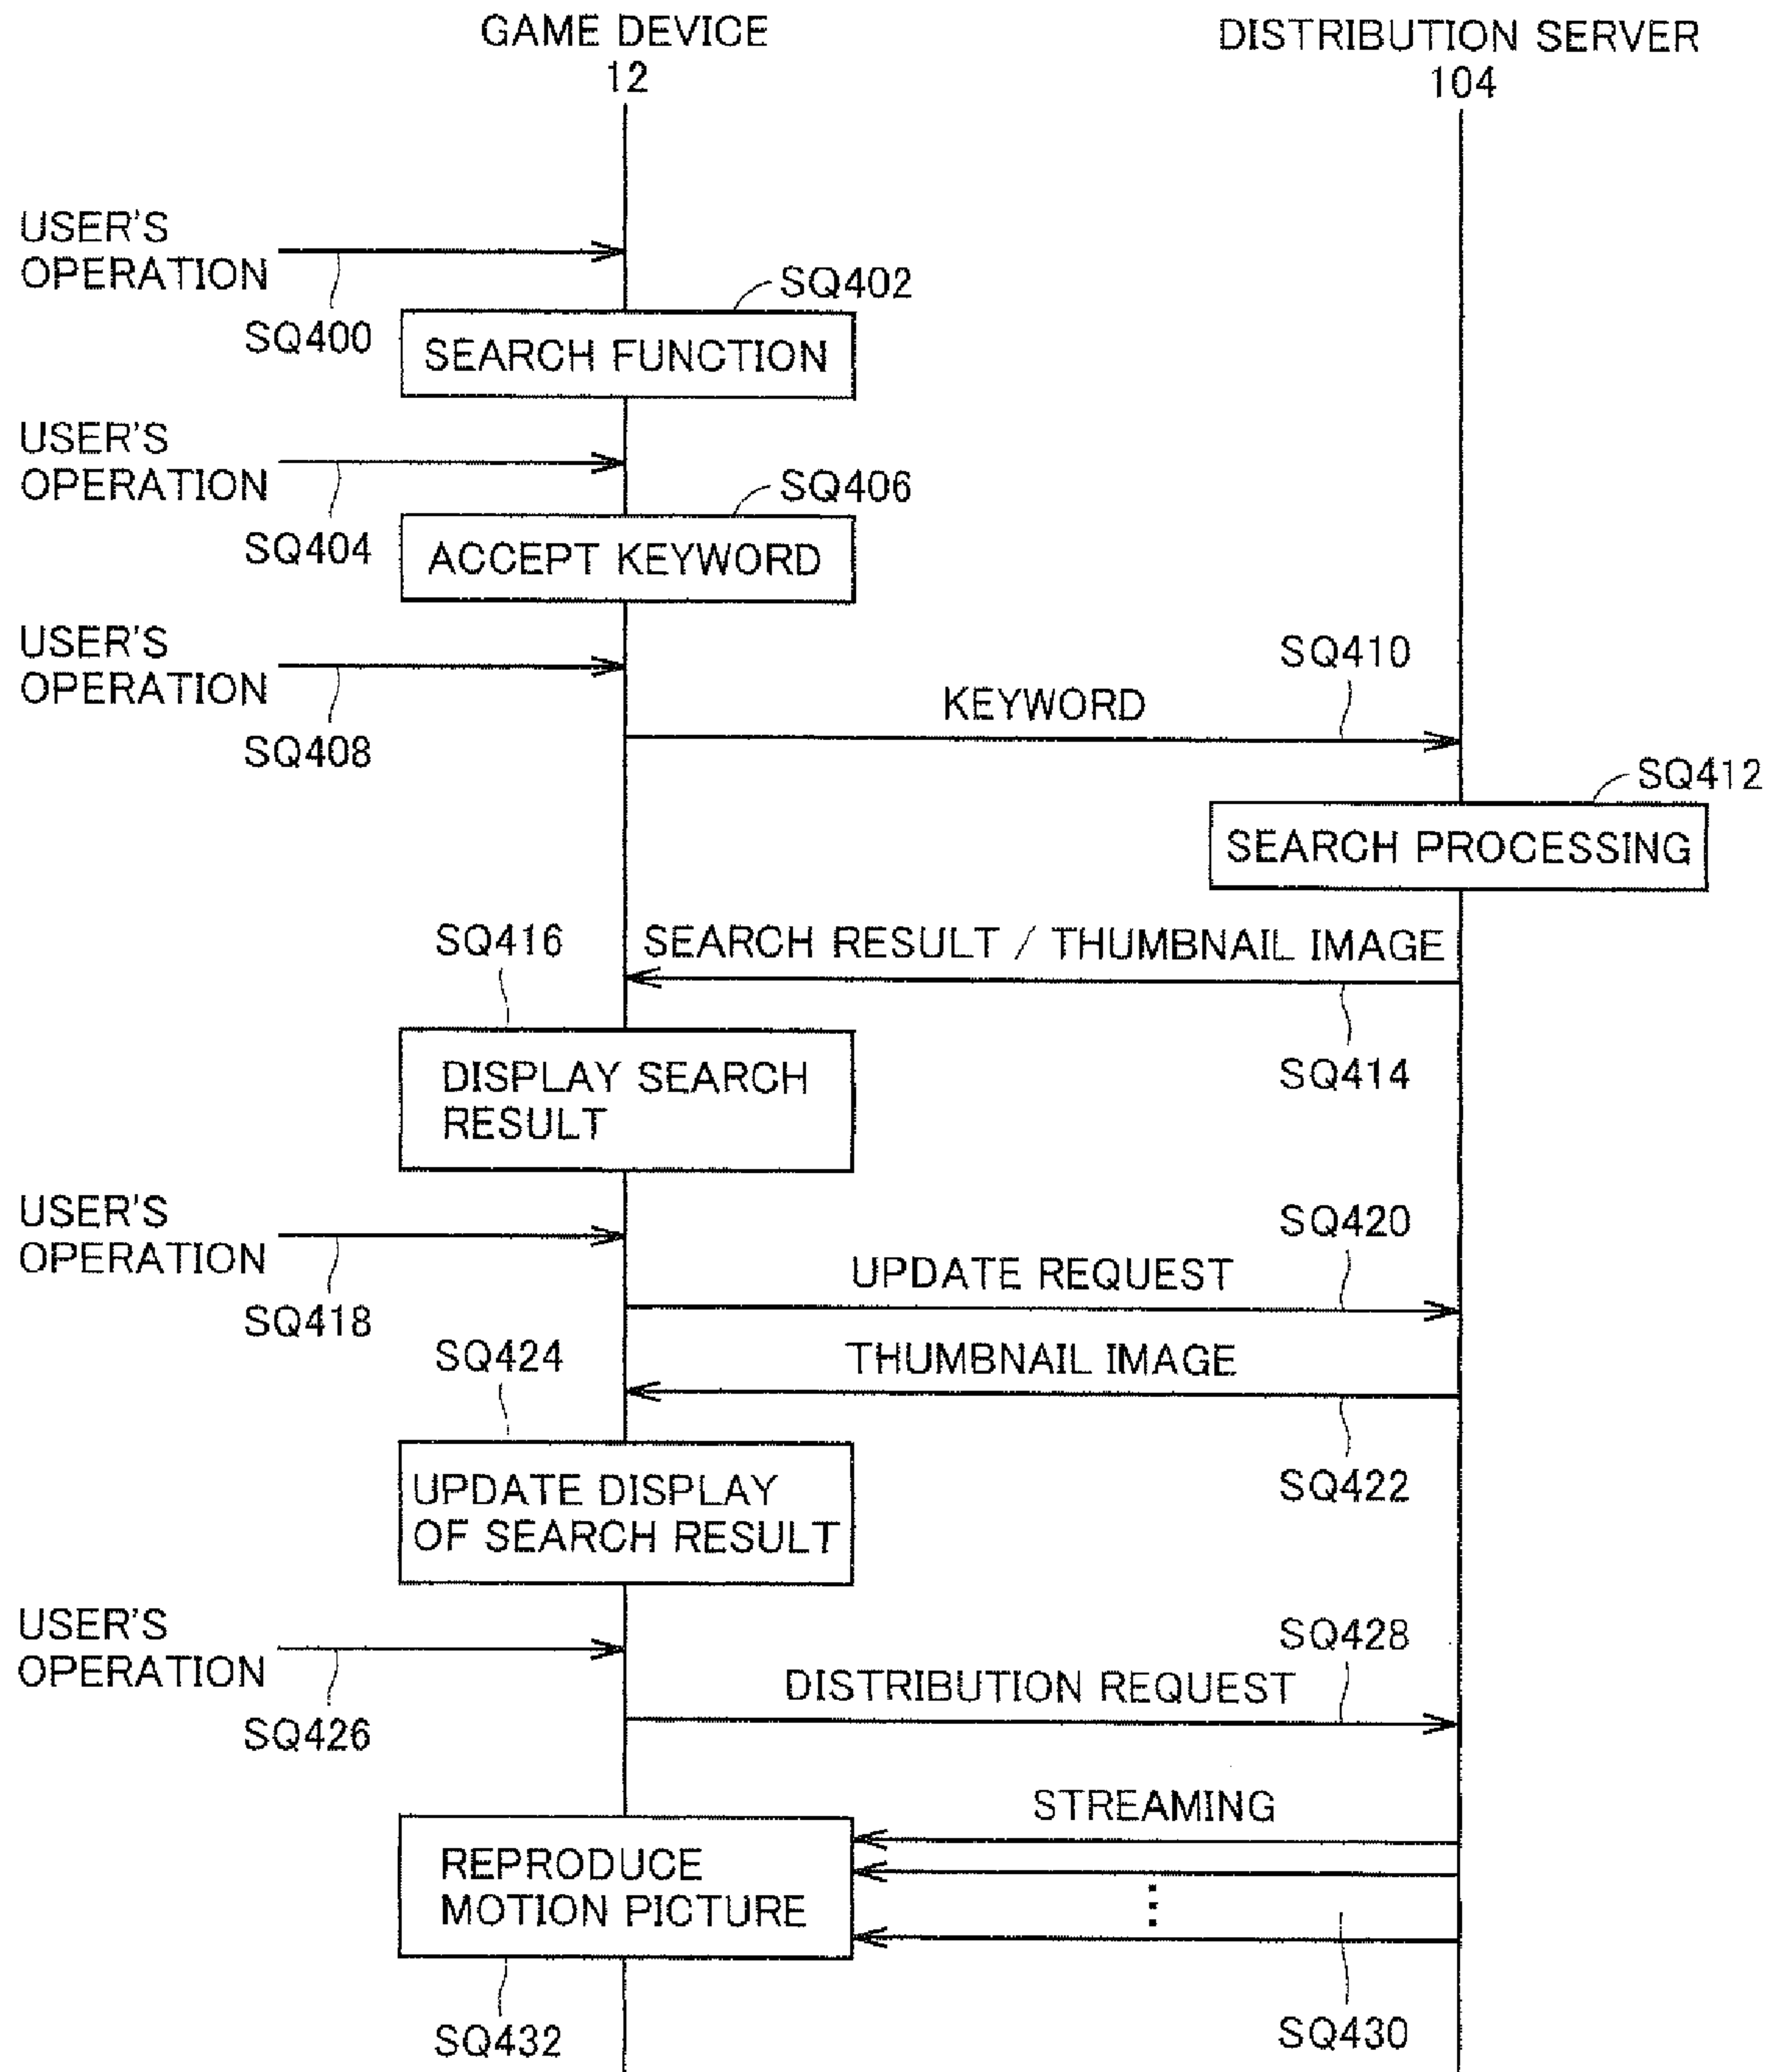 GAME DEVICE
12
DISTRIBUTION SERVER
104
USER'S
OPERATION
SQ400
SQ402
SEARCH FUNCTION
USER'S
OPERATION
SQ404
SQ406
ACCEPT KEYWORD
USER'S
OPERATION
SQ408
SQ410
KEYWORD
SQ412
SEARCH PROCESSING
SQ416
SEARCH RESULT / THUMBNAIL IMAGE
SQ414
DISPLAY SEARCH
RESULT
USER'S
OPERATION
SQ418
SQ420
UPDATE REQUEST
SQ424
THUMBNAIL IMAGE
SQ422
UPDATE DISPLAY
OF SEARCH RESULT
USER'S
OPERATION
SQ426
SQ428
DISTRIBUTION REQUEST
STREAMING
REPRODUCE
MOTION PICTURE
SQ432
SQ430